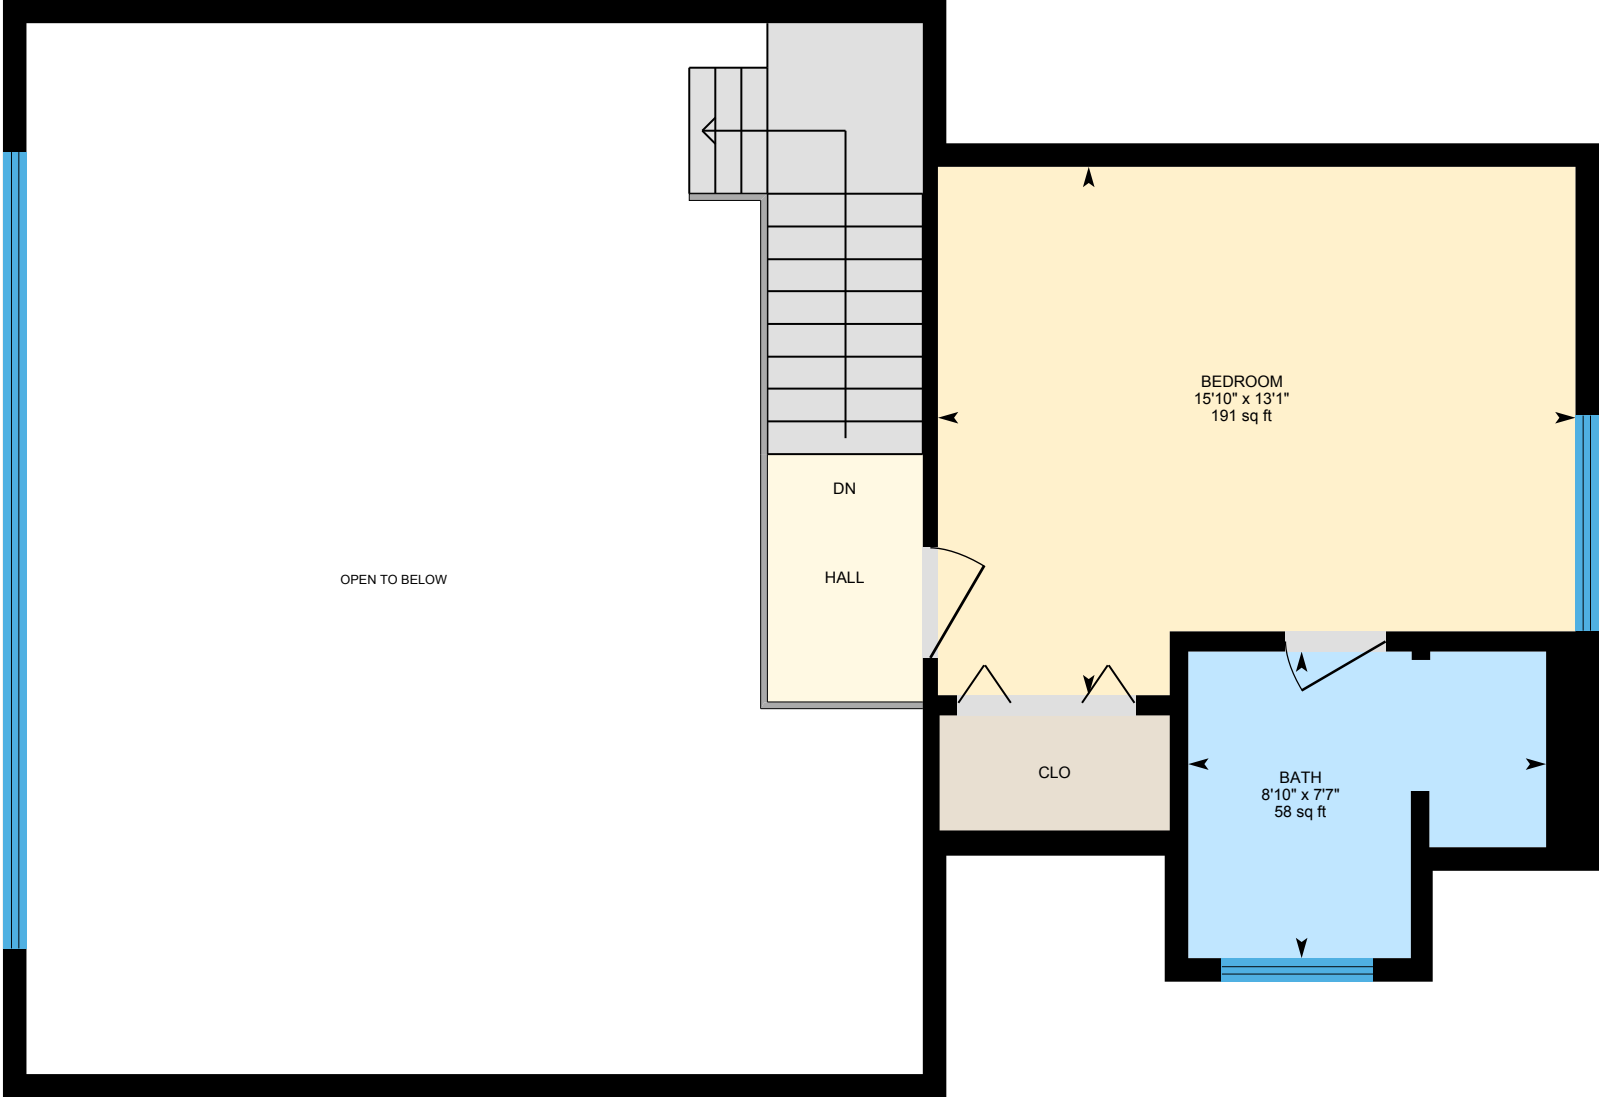 BEDROOM
15'10" x 13'1"
191 sq ft
DN
HALL
OPEN TO BELOW
CLO
BATH
8'10" x 7'7"
58 sq ft